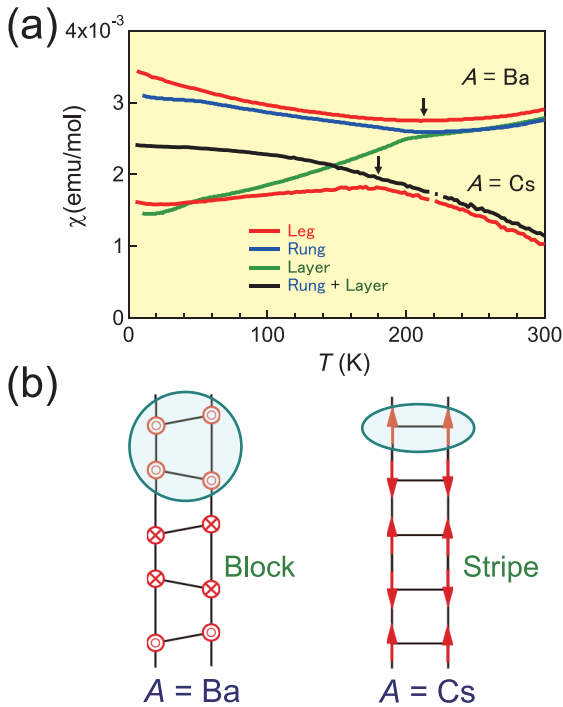 (a)
4x10⁻³
3
2
1
0
χ(emu/mol)
A = Ba
A = Cs
Leg
Rung
Layer
Rung + Layer
0
100
200
300
T (K)
(b)
Block
Stripe
A = Ba
A = Cs